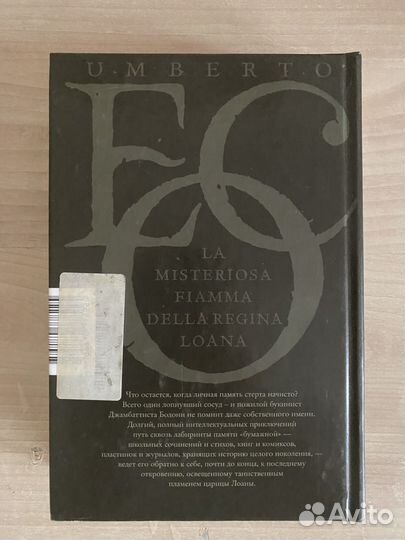 UMBERTO
ECO
LA
MISTERIOSA
FIAMMA
DELLA REGINA
LOANA
Что остается, когда личная память стерта начисто?
Всего один лопнувший сосуд – и пожилой букинист
Джамбаттиста Бодони не помнит даже собственного имени.
Долгий, полный интеллектуальных приключений
путь сквозь лабиринты памяти «бумажной» —
школьных сочинений и стихов, книг и комиксов,
пластинок и журналов, хранящих историю целого поколения, —
ведет его обратно к себе, почти до конца, к последнему
откровению, освещенному таинственным
пламенем царицы Лоаны.
Avito